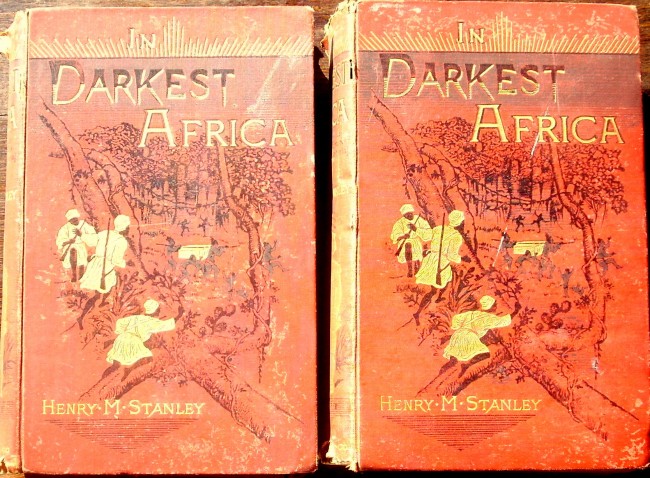 In
Darkest
Africa
Henry·M·Stanley
In
Darkest
Africa
Henry·M·Stanley